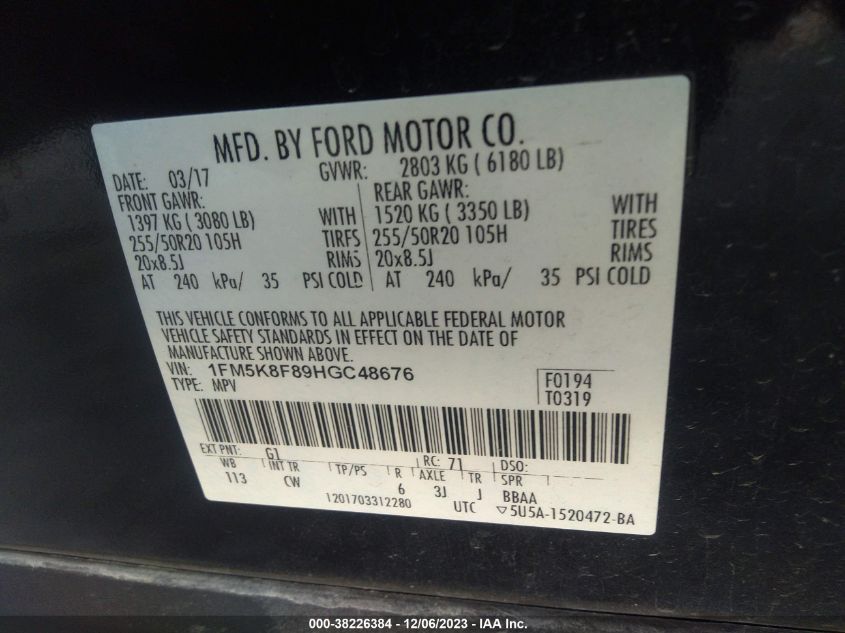 MFD. BY FORD MOTOR CO.
DATE: 03/17 GVWR: 2803 KG ( 6180 LB)
FRONT GAWR: REAR GAWR:
1397 KG ( 3080 LB) WITH 1520 KG ( 3350 LB) WITH
255/50R20 105H TIRES 255/50R20 105H TIRES
20x8.5J RIMS 20x8.5J RIMS
AT 240 kPa/ 35 PSI COLD AT 240 kPa/ 35 PSI COLD
THIS VEHICLE CONFORMS TO ALL APPLICABLE FEDERAL MOTOR
VEHICLE SAFETY STANDARDS IN EFFECT ON THE DATE OF
MANUFACTURE SHOWN ABOVE.
VIN: 1FM5K8F89HGC48676 F0194
TYPE: MPV T0319
EXT PNT: G1 RC: 71 DSO:
WB INT TR TP/PS R AXLE TR SPR
113 CW 6 3J J BBAA
1201703312280 UTC ▽5U5A-1520472-BA
000-38226384 - 12/06/2023 - IAA Inc.